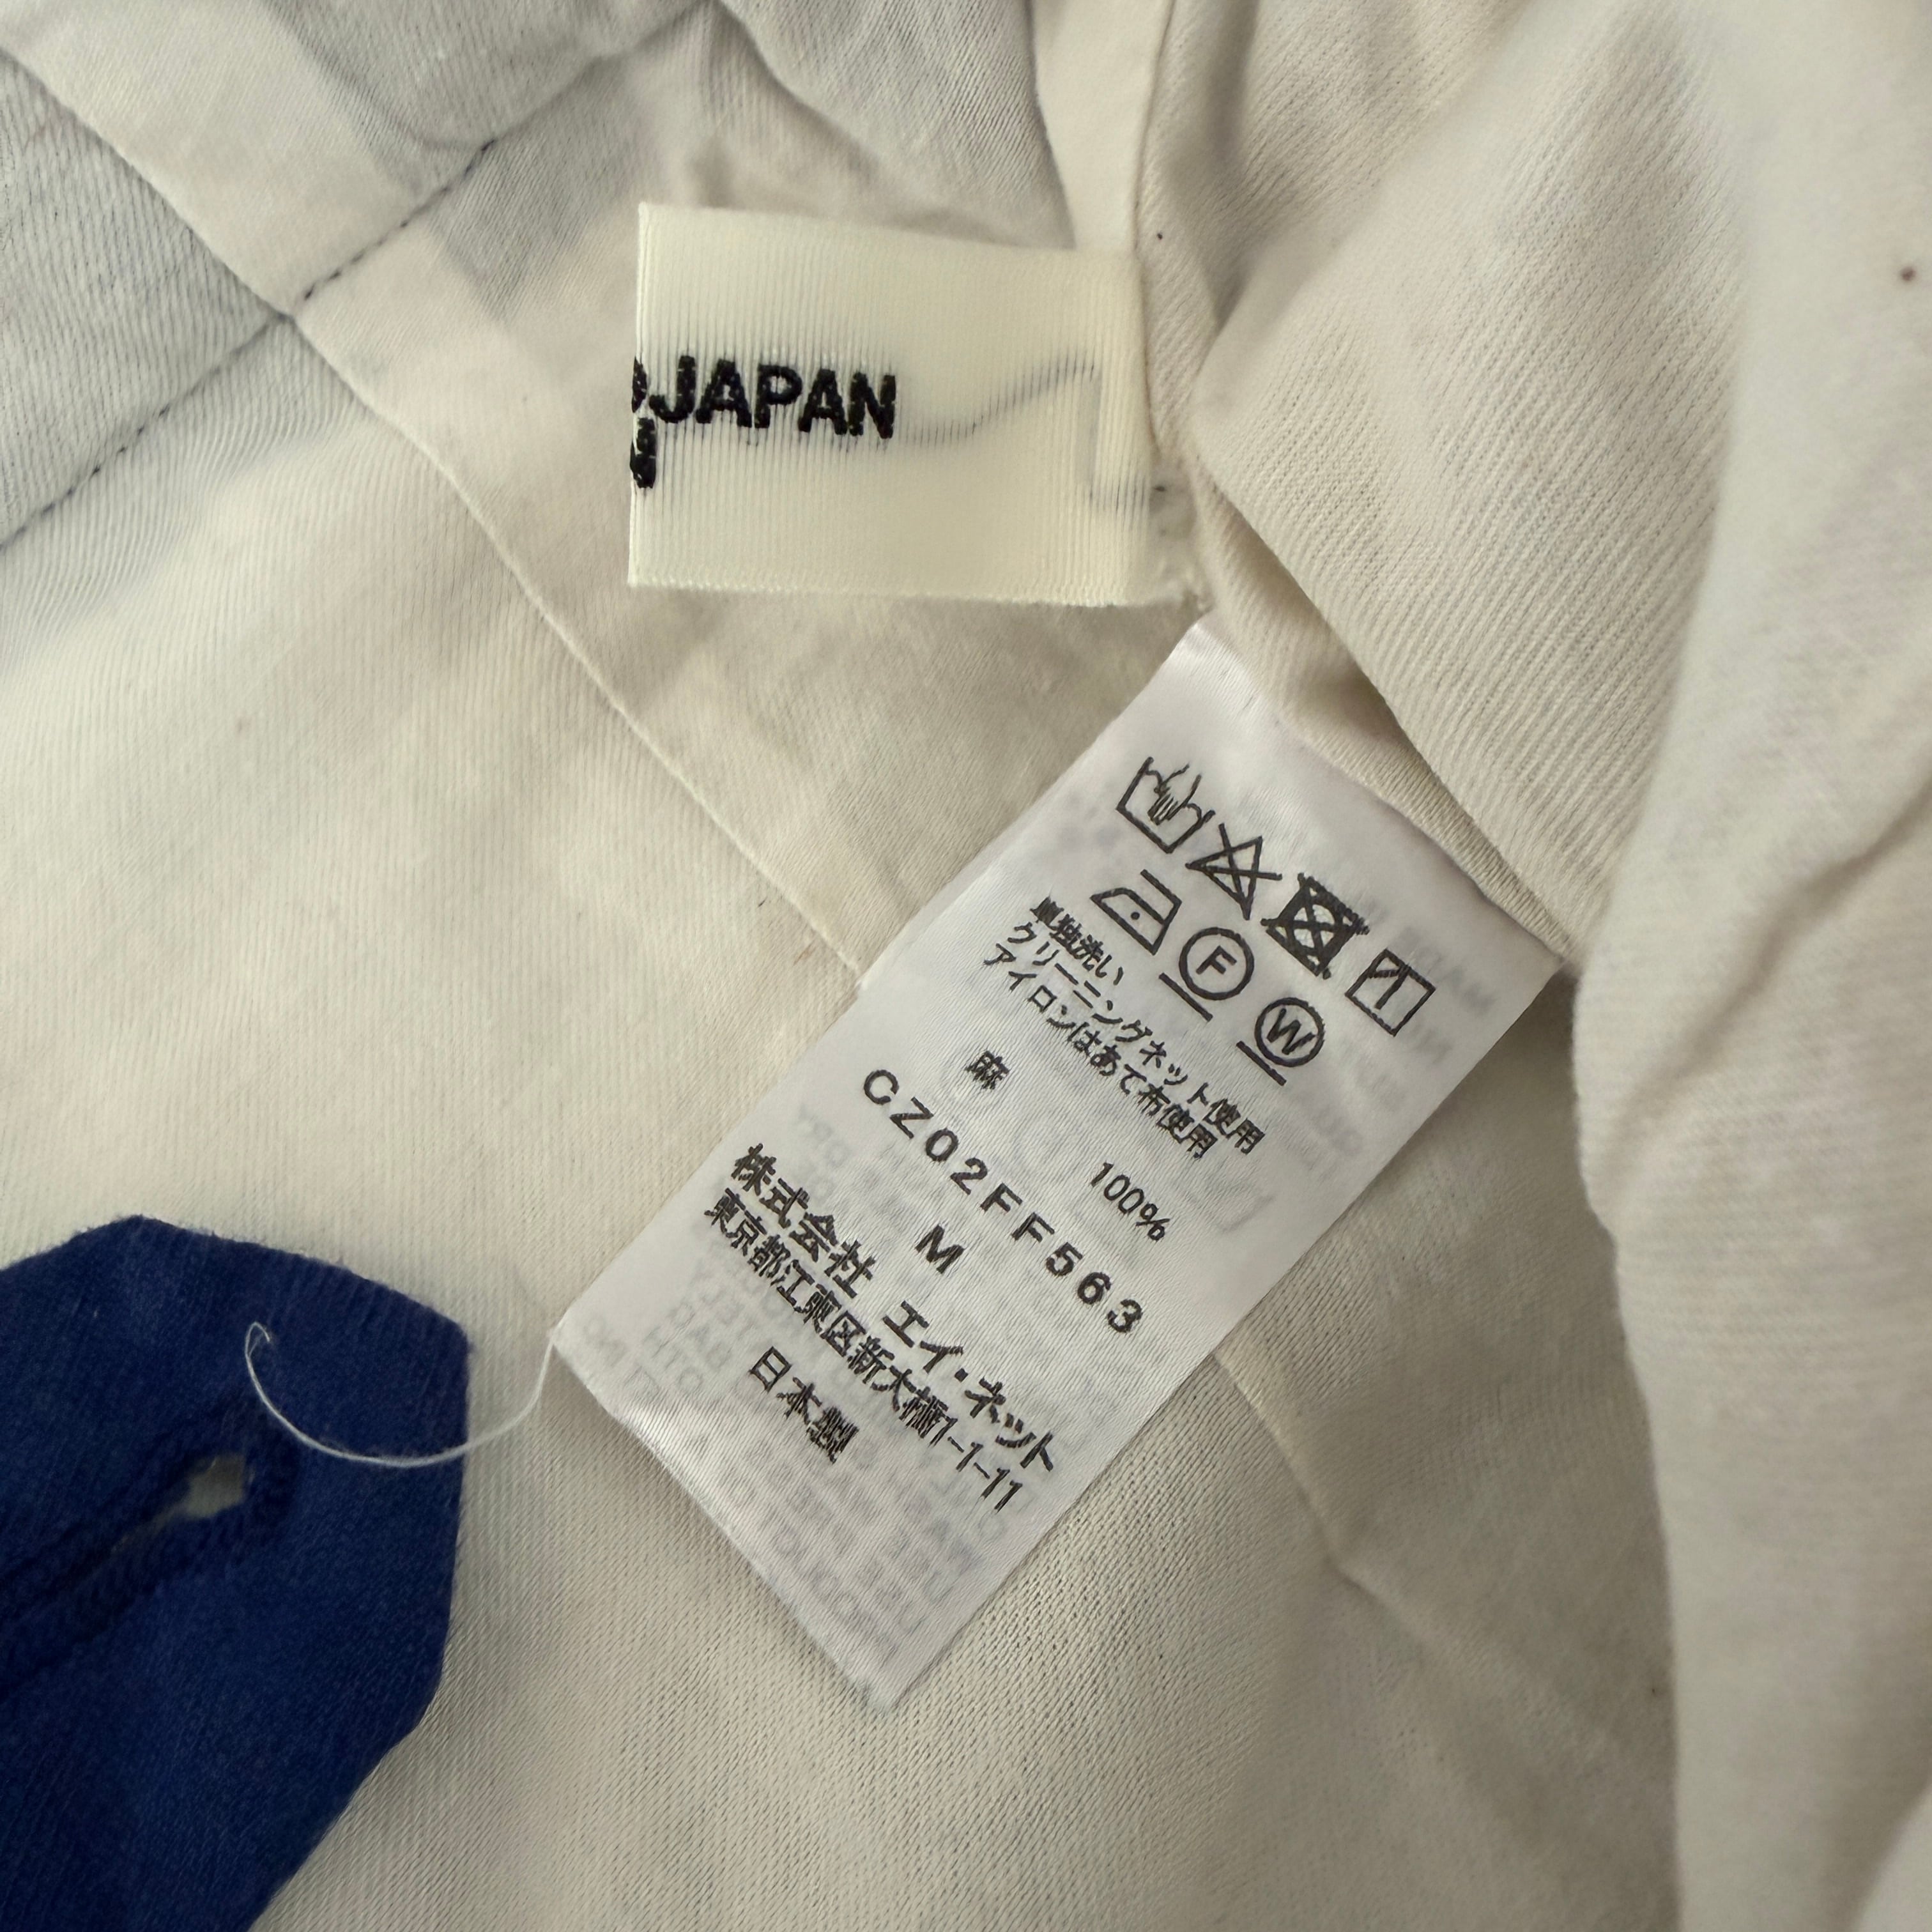 JAPAN
F
W
単独洗い
クリーニングネット使用
アイロンはあて布使用
麻 100%
CZ02FF563
M
株式会社 エイ・ネット
東京都江東区新大橋1-1-11
日本製